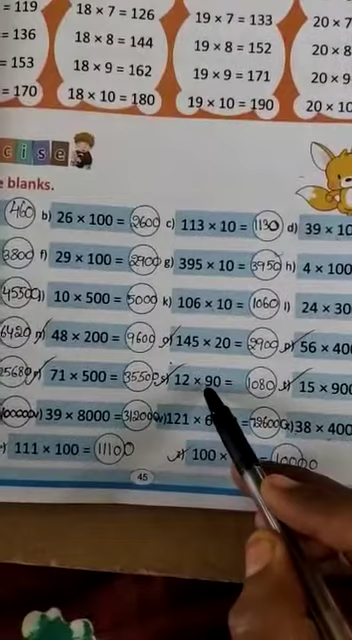 = 119 18 × 7 = 126 19 × 7 = 133 20 × 7
= 136 18 × 8 = 144 19 × 8 = 152 20 × 8
= 153 18 × 9 = 162 19 × 9 = 171 20 × 9
= 170 18 × 10 = 180 19 × 10 = 190 20 × 10
c i s e
blanks.
460 b) 26 × 100 = 2600 c) 113 × 10 = 1130 d) 39 × 10
3800 f) 29 × 100 = 2900 g) 395 × 10 = 3950 h) 4 × 100
45500 j) 10 × 500 = 5000 k) 106 × 10 = 1060 l) 24 × 30
6420 n) 48 × 200 = 9600 o) 145 × 20 = 2900 p) 56 × 40
25680 r) 71 × 500 = 35500 s) 12 × 90 = 1080 t) 15 × 900
v) 39 × 8000 = 312000 w) 121 × 6 = 72600 x) 38 × 400
111 × 100 = 11100 z) 100 × = 10000
45